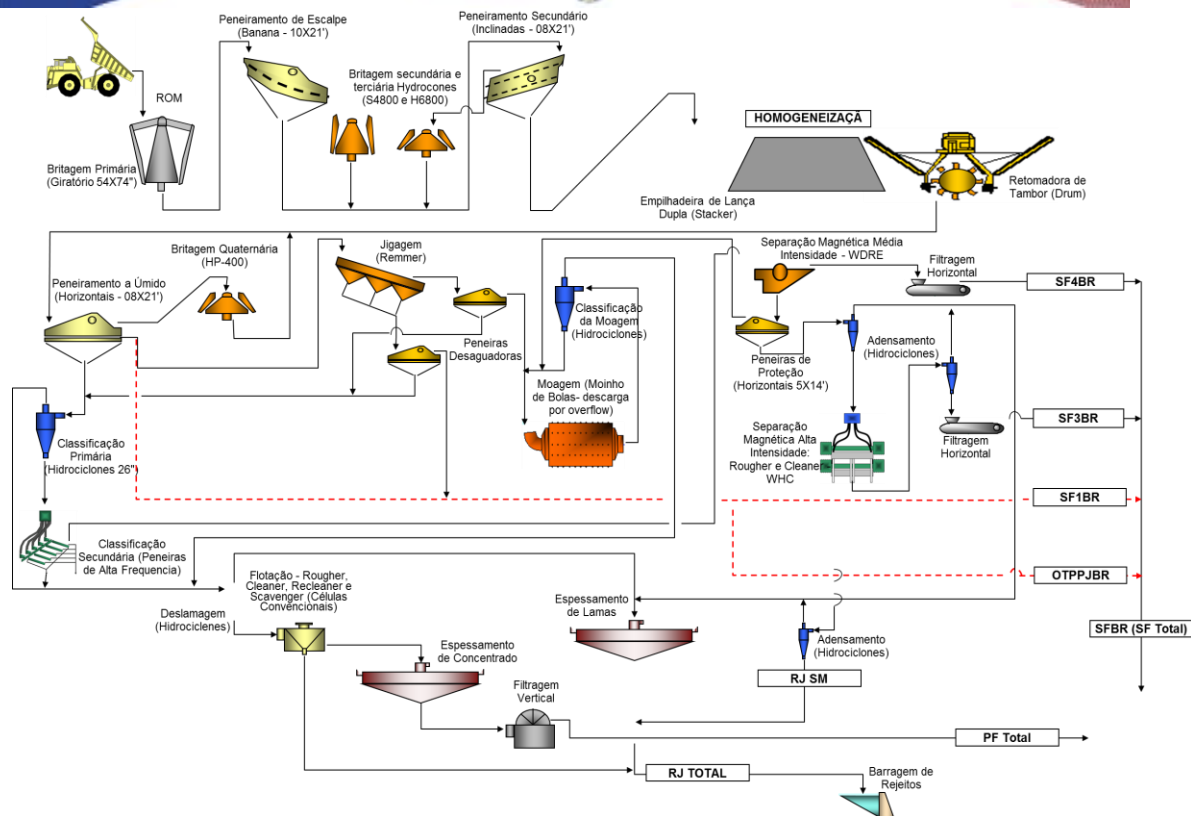 Peneiramento de Escalpe
(Banana - 10X21')
Peneiramento Secundário
(Inclinadas - 08X21')
Britagem secundária e
terciária Hydrocones
(S4800 e H6800)
ROM
Britagem Primária
(Giratório 54X74")
HOMOGENEIZAÇÃ
Empilhadeira de Lança
Dupla (Stacker)
Retomadora de
Tambor (Drum)
Britagem Quaternária
(HP-400)
Jigagem
(Remmer)
Separação Magnética Média
Intensidade - WDRE
Filtragem
Horizontal
SF4BR
Peneiramento a Úmido
(Horizontais - 08X21')
Classificação
da Moagem
(Hidrociclones)
Peneiras
Desaguadoras
Peneiras de
Proteção
(Horizontais 5X14')
Adensamento
(Hidrociclones)
Moagem (Moinho
de Bolas- descarga
por overflow)
SF3BR
Classificação
Primária
(Hidrociclones 26"
Separação
Magnética Alta
Intensidade:
Rougher e Cleaner
WHC
Filtragem
Horizontal
SF1BR
Classificação
Secundária (Peneiras
de Alta Frequencia)
OTPPJBR
Flotação - Rougher,
Cleaner, Recleaner e
Scavenger (Células
Convencionais)
Deslamagem
(Hidrociclenes)
Espessamento
de Lamas
Adensamento
(Hidrociclones)
SFBR (SF Total)
Espessamento
de Concentrado
RJ SM
Filtragem
Vertical
PF Total
RJ TOTAL
Barragem de
Rejeitos